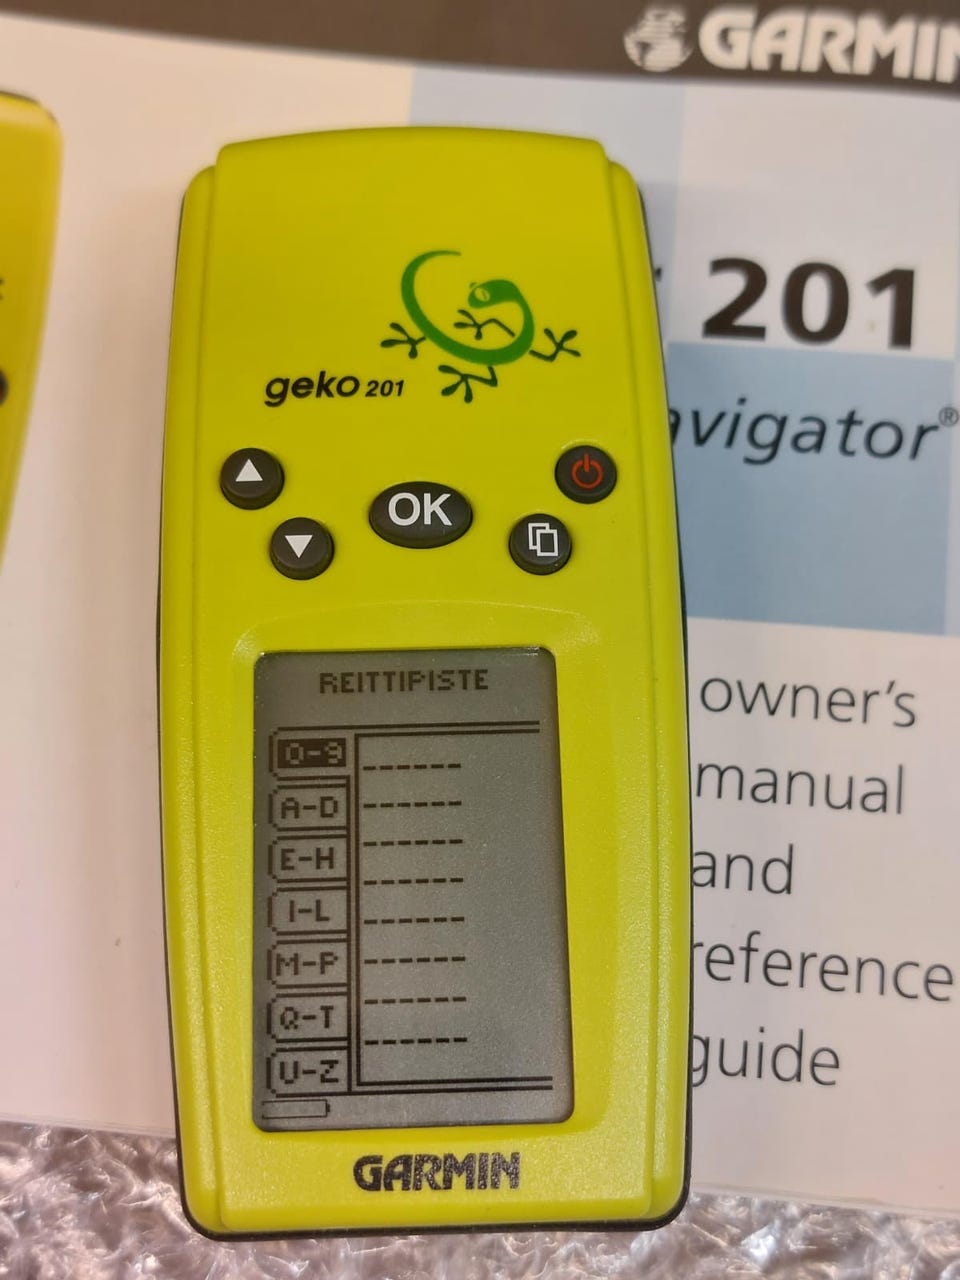 GARMIN
201
avigator®
owner's
manual
and
reference
guide
geko 201
OK
REITTIPISTE
0-9
------
A-D
------
E-H
------
------
I-L
------
M-P
------
Q-T
------
U-Z
------
GARMIN